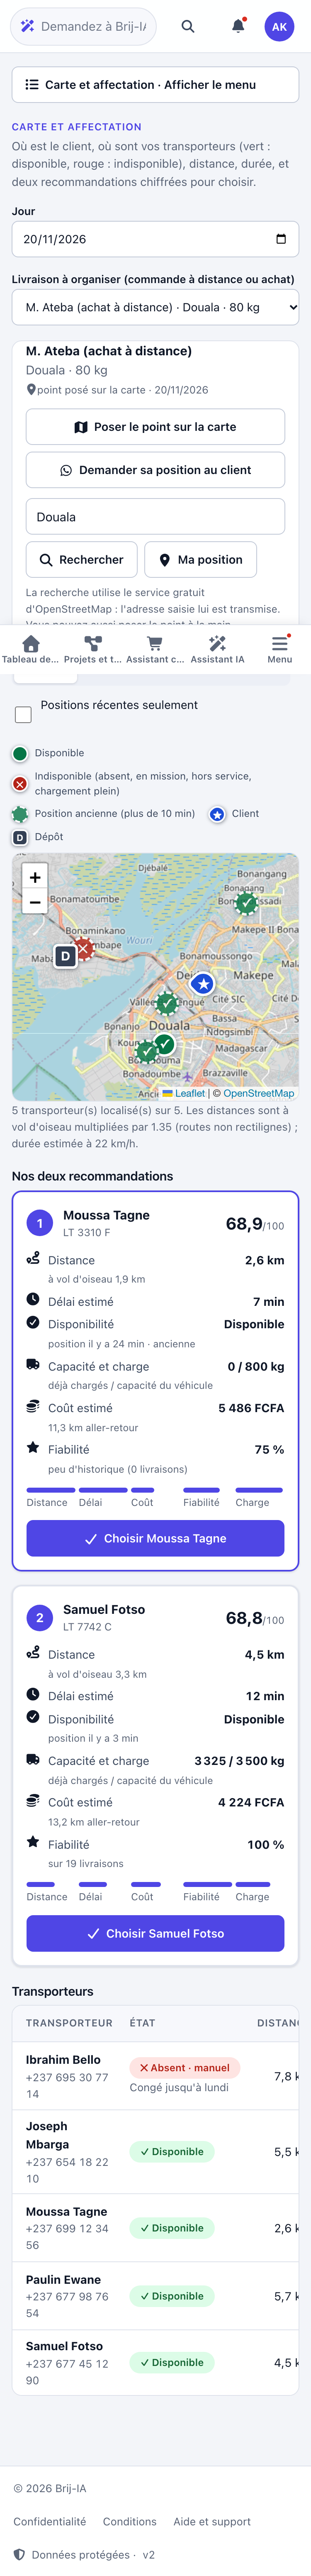 Demandez à Brij-IA
AK
Carte et affectation · Afficher le menu
CARTE ET AFFECTATION
Où est le client, où sont vos transporteurs (vert :
disponible, rouge : indisponible), distance, durée, et
deux recommandations chiffrées pour choisir.
Jour
20/11/2026
Livraison à organiser (commande à distance ou achat)
M. Ateba (achat à distance) · Douala · 80 kg
M. Ateba (achat à distance)
Douala · 80 kg
point posé sur la carte · 20/11/2026
Poser le point sur la carte
Demander sa position au client
Douala
Rechercher
Ma position
La recherche utilise le service gratuit
d'OpenStreetMap : l'adresse saisie lui est transmise.
Tableau de...
Projets et t...
Assistant c...
Assistant IA
Menu
Positions récentes seulement
Disponible
Indisponible (absent, en mission, hors service,
chargement plein)
Position ancienne (plus de 10 min)
Client
D Dépôt
+
−
Djébalé
Bonangang
Bonamatoumbe
Bonaminkano
Wouri
Makepe
Bonamoussongo
Cité SIC
Douala
Ndogsimbi
Bonadoumbe
Brazzaville
D
Leaflet | © OpenStreetMap
5 transporteur(s) localisé(s) sur 5. Les distances sont à
vol d'oiseau multipliées par 1.35 (routes non rectilignes) ;
durée estimée à 22 km/h.
Nos deux recommandations
1
Moussa Tagne
LT 3310 F
68,9/100
Distance 2,6 km
à vol d'oiseau 1,9 km
Délai estimé 7 min
Disponibilité Disponible
position il y a 24 min · ancienne
Capacité et charge 0 / 800 kg
déjà chargés / capacité du véhicule
Coût estimé 5 486 FCFA
11,3 km aller-retour
Fiabilité 75 %
peu d'historique (0 livraisons)
Distance Délai Coût Fiabilité Charge
Choisir Moussa Tagne
2
Samuel Fotso
LT 7742 C
68,8/100
Distance 4,5 km
à vol d'oiseau 3,3 km
Délai estimé 12 min
Disponibilité Disponible
position il y a 3 min
Capacité et charge 3 325 / 3 500 kg
déjà chargés / capacité du véhicule
Coût estimé 4 224 FCFA
13,2 km aller-retour
Fiabilité 100 %
sur 19 livraisons
Distance Délai Coût Fiabilité Charge
Choisir Samuel Fotso
Transporteurs
TRANSPORTEUR ÉTAT DISTANC
Ibrahim Bello
+237 695 30 77
14
Absent · manuel
Congé jusqu'à lundi
7,8 k
Joseph
Mbarga
+237 654 18 22
10
Disponible
5,5 k
Moussa Tagne
+237 699 12 34
56
Disponible
2,6 k
Paulin Ewane
+237 677 98 76
54
Disponible
5,7 k
Samuel Fotso
+237 677 45 12
90
Disponible
4,5 k
© 2026 Brij-IA
Confidentialité Conditions Aide et support
Données protégées · v2